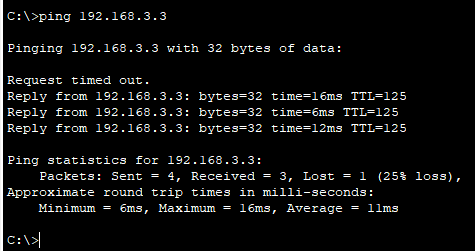 C:\>ping 192.168.3.3
Pinging 192.168.3.3 with 32 bytes of data:
Request timed out.
Reply from 192.168.3.3: bytes=32 time=16ms TTL=125
Reply from 192.168.3.3: bytes=32 time=6ms TTL=125
Reply from 192.168.3.3: bytes=32 time=12ms TTL=125
Ping statistics for 192.168.3.3:
Packets: Sent = 4, Received = 3, Lost = 1 (25% loss),
Approximate round trip times in milli-seconds:
Minimum = 6ms, Maximum = 16ms, Average = 11ms
C:\>